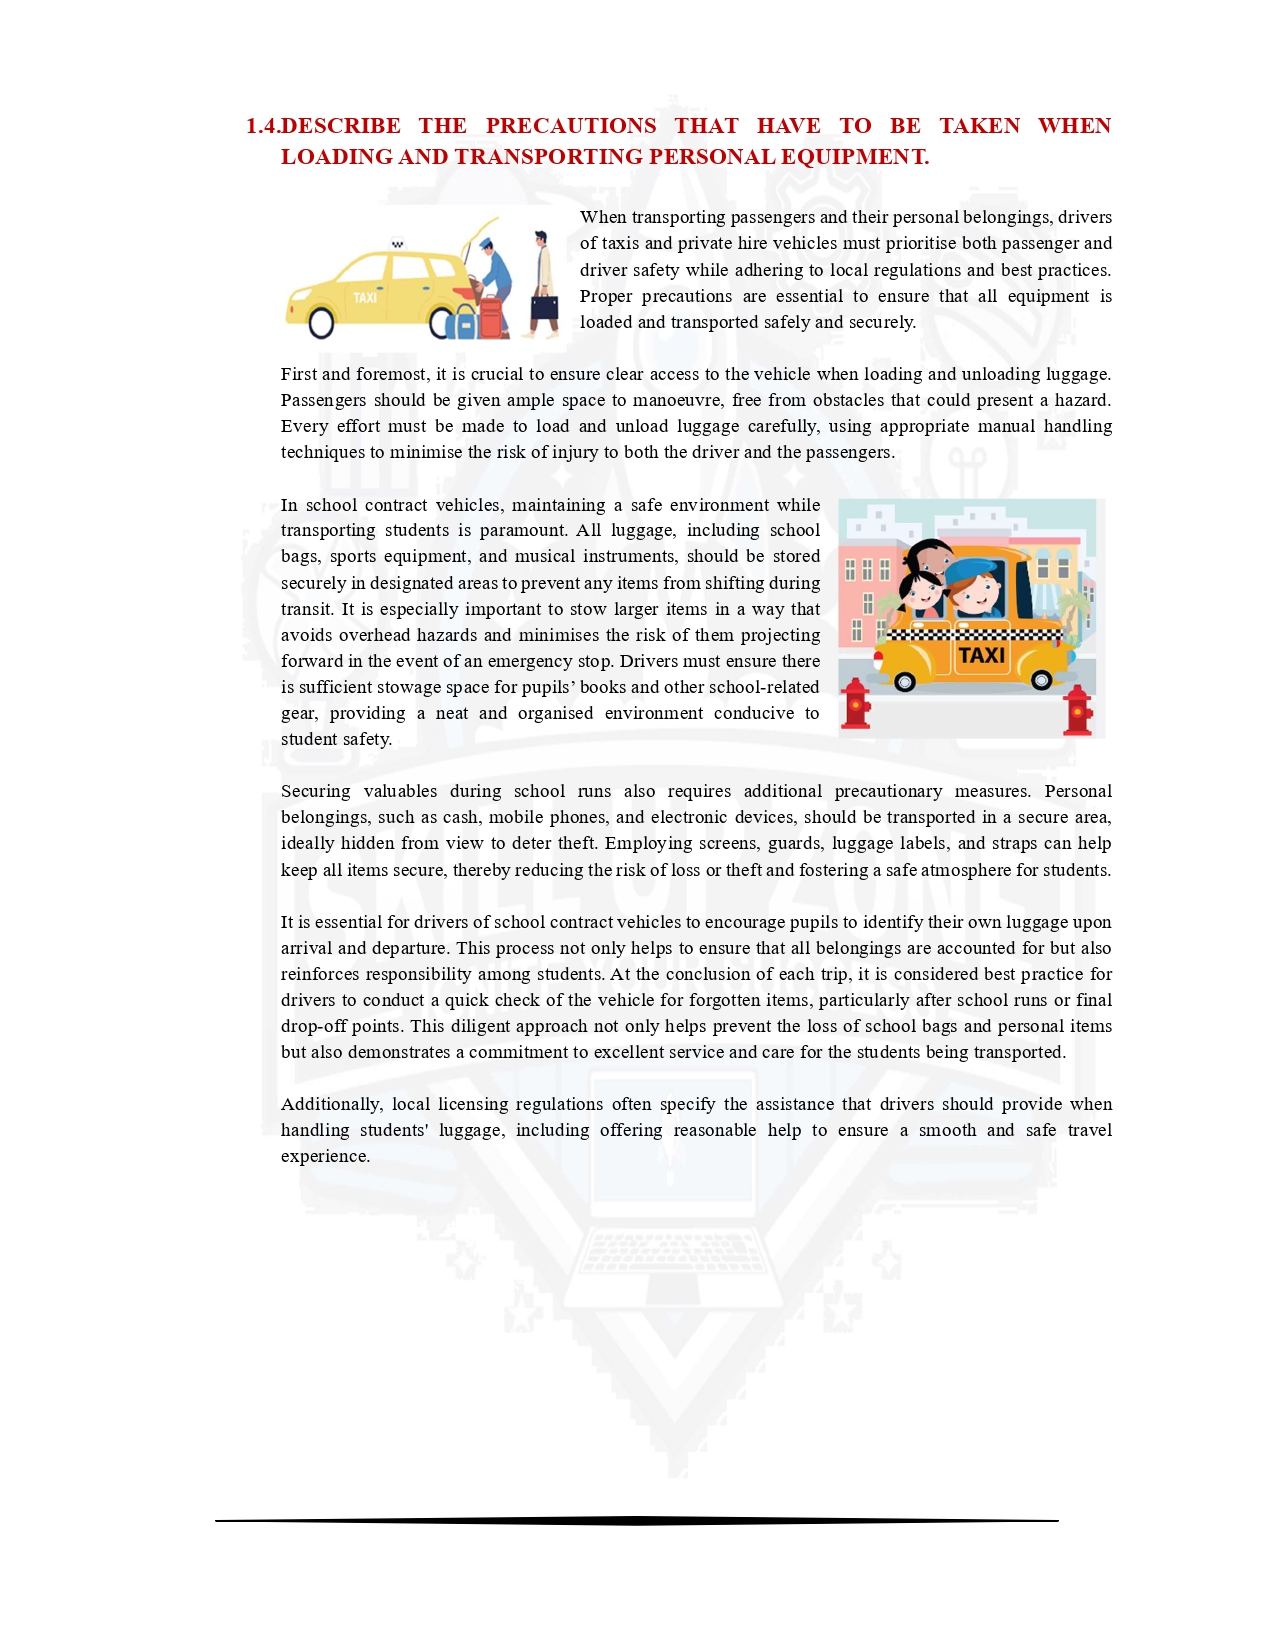 1.4.DESCRIBE THE PRECAUTIONS THAT HAVE TO BE TAKEN WHEN
LOADING AND TRANSPORTING PERSONAL EQUIPMENT.
TAXI
When transporting passengers and their personal belongings, drivers
of taxis and private hire vehicles must prioritise both passenger and
driver safety while adhering to local regulations and best practices.
Proper precautions are essential to ensure that all equipment is
loaded and transported safely and securely.
First and foremost, it is crucial to ensure clear access to the vehicle when loading and unloading luggage.
Passengers should be given ample space to manoeuvre, free from obstacles that could present a hazard.
Every effort must be made to load and unload luggage carefully, using appropriate manual handling
techniques to minimise the risk of injury to both the driver and the passengers.
In school contract vehicles, maintaining a safe environment while
transporting students is paramount. All luggage, including school
bags, sports equipment, and musical instruments, should be stored
securely in designated areas to prevent any items from shifting during
transit. It is especially important to stow larger items in a way that
avoids overhead hazards and minimises the risk of them projecting
forward in the event of an emergency stop. Drivers must ensure there
is sufficient stowage space for pupils’ books and other school-related
gear, providing a neat and organised environment conducive to
student safety.
TAXI
Securing valuables during school runs also requires additional precautionary measures. Personal
belongings, such as cash, mobile phones, and electronic devices, should be transported in a secure area,
ideally hidden from view to deter theft. Employing screens, guards, luggage labels, and straps can help
keep all items secure, thereby reducing the risk of loss or theft and fostering a safe atmosphere for students.
SKILL UP ZONE
It is essential for drivers of school contract vehicles to encourage pupils to identify their own luggage upon
arrival and departure. This process not only helps to ensure that all belongings are accounted for but also
reinforces responsibility among students. At the conclusion of each trip, it is considered best practice for
drivers to conduct a quick check of the vehicle for forgotten items, particularly after school runs or final
drop-off points. This diligent approach not only helps prevent the loss of school bags and personal items
but also demonstrates a commitment to excellent service and care for the students being transported.
IGNITE YOUR SUCCESS
Additionally, local licensing regulations often specify the assistance that drivers should provide when
handling students' luggage, including offering reasonable help to ensure a smooth and safe travel
experience.